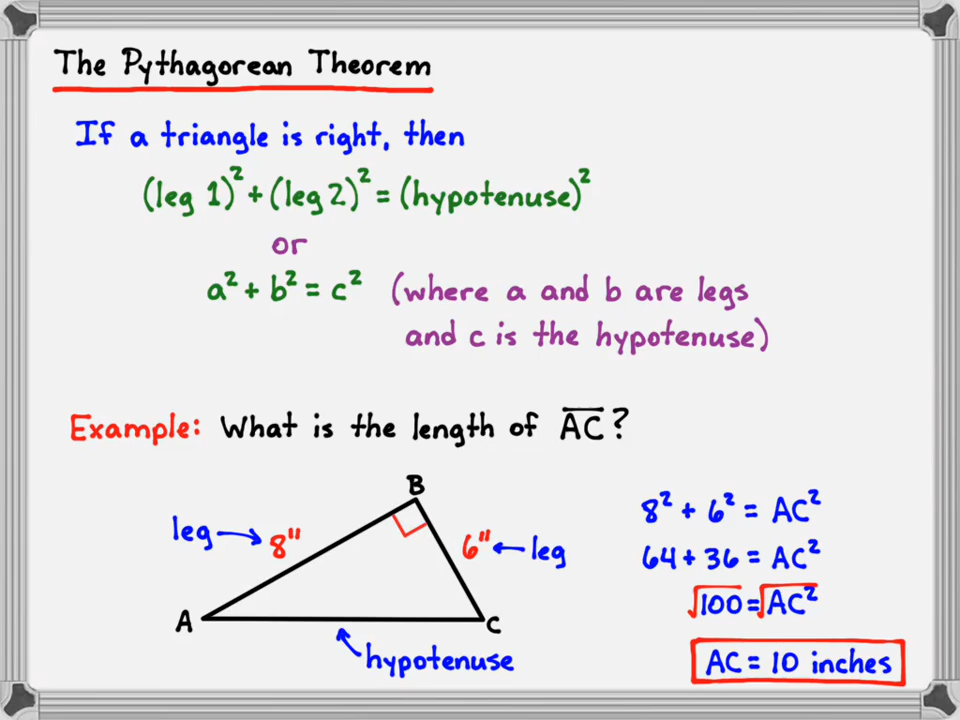 The Pythagorean Theorem
If a triangle is right, then
(leg 1)² + (leg 2)² = (hypotenuse)²
or
a² + b² = c² (where a and b are legs
and c is the hypotenuse)
Example: What is the length of A̅C̅?
B
leg → 8"
6" ← leg
A
C
hypotenuse
8² + 6² = AC²
64 + 36 = AC²
√100 = √AC²
AC = 10 inches